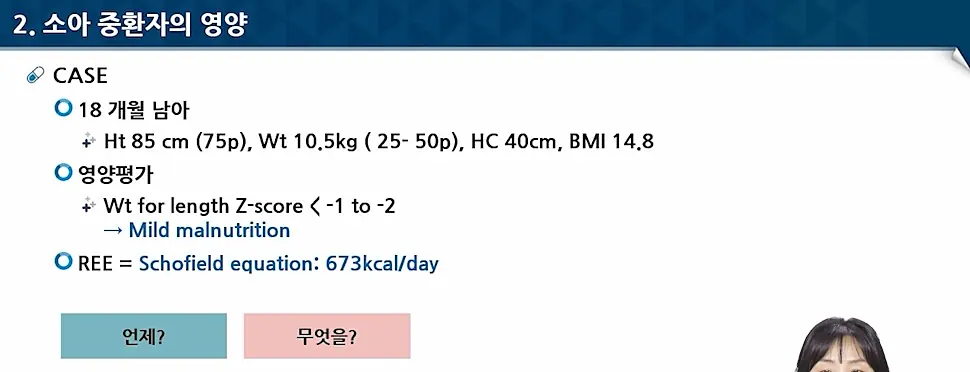 2. 소아 중환자의 영양
CASE
18 개월 남아
Ht 85 cm (75p), Wt 10.5kg ( 25- 50p), HC 40cm, BMI 14.8
영양평가
Wt for length Z-score < -1 to -2
→ Mild malnutrition
REE = Schofield equation: 673kcal/day
언제?
무엇을?